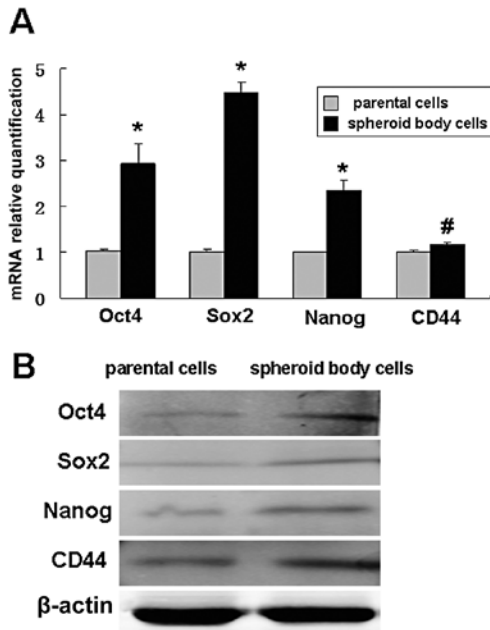 A
mRNA relative quantification
5
4
3
2
1
0
*
*
*
#
parental cells
spheroid body cells
Oct4 Sox2 Nanog CD44
B
parental cells spheroid body cells
Oct4
Sox2
Nanog
CD44
β-actin